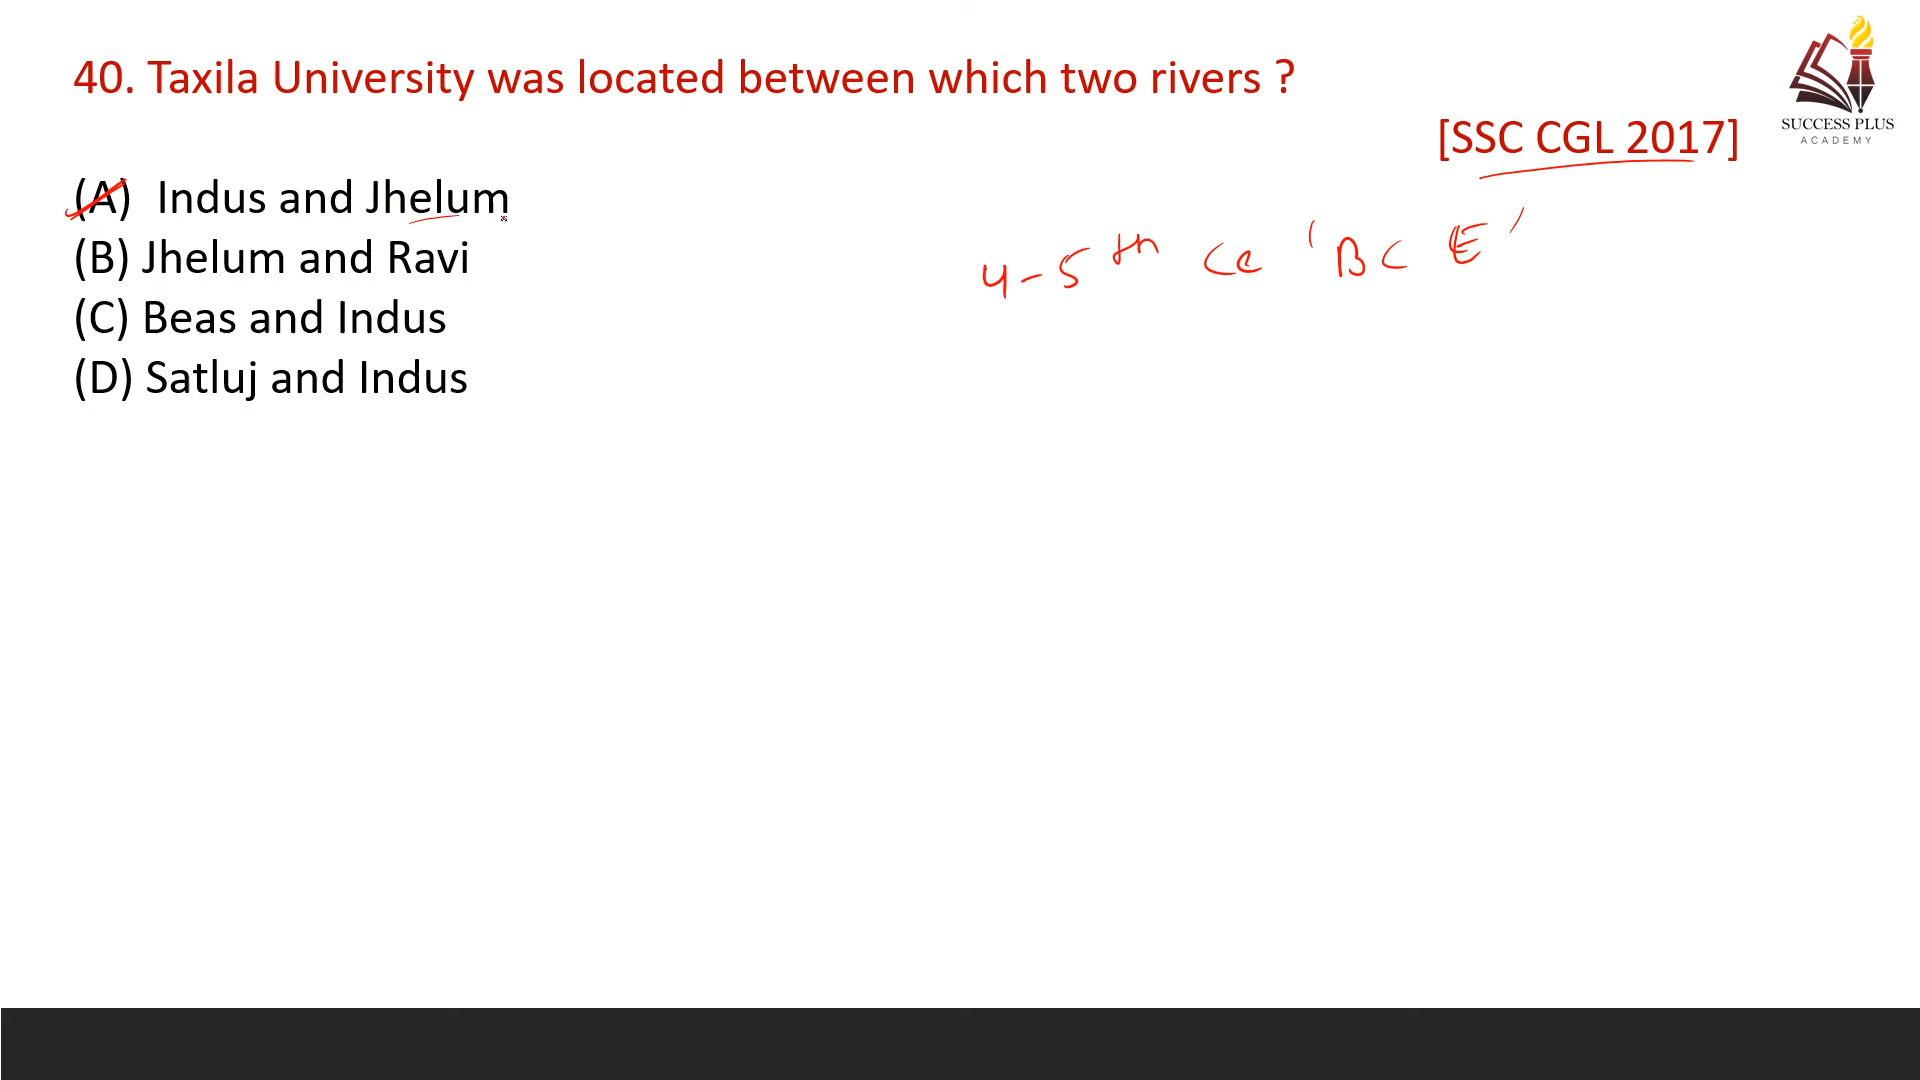 40. Taxila University was located between which two rivers ?
[SSC CGL 2017]
SUCCESS PLUS
ACADEMY
(A) Indus and Jhelum
(B) Jhelum and Ravi
(C) Beas and Indus
(D) Satluj and Indus
4-5th Ce 'BCE'